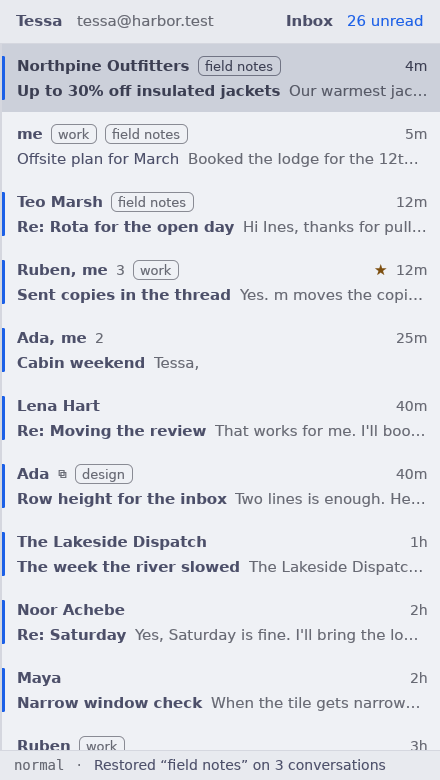 Tessa tessa@harbor.test Inbox 26 unread
Northpine Outfitters field notes 4m
Up to 30% off insulated jackets Our warmest jac…
me work field notes 5m
Offsite plan for March Booked the lodge for the 12t…
Teo Marsh field notes 12m
Re: Rota for the open day Hi Ines, thanks for pull…
Ruben, me 3 work ★ 12m
Sent copies in the thread Yes. m moves the copi…
Ada, me 2 25m
Cabin weekend Tessa,
Lena Hart 40m
Re: Moving the review That works for me. I'll boo…
Ada ⧉ design 40m
Row height for the inbox Two lines is enough. He…
The Lakeside Dispatch 1h
The week the river slowed The Lakeside Dispatc…
Noor Achebe 2h
Re: Saturday Yes, Saturday is fine. I'll bring the lo…
Maya 2h
Narrow window check When the tile gets narrow…
Ruben work 3h
normal · Restored “field notes” on 3 conversations